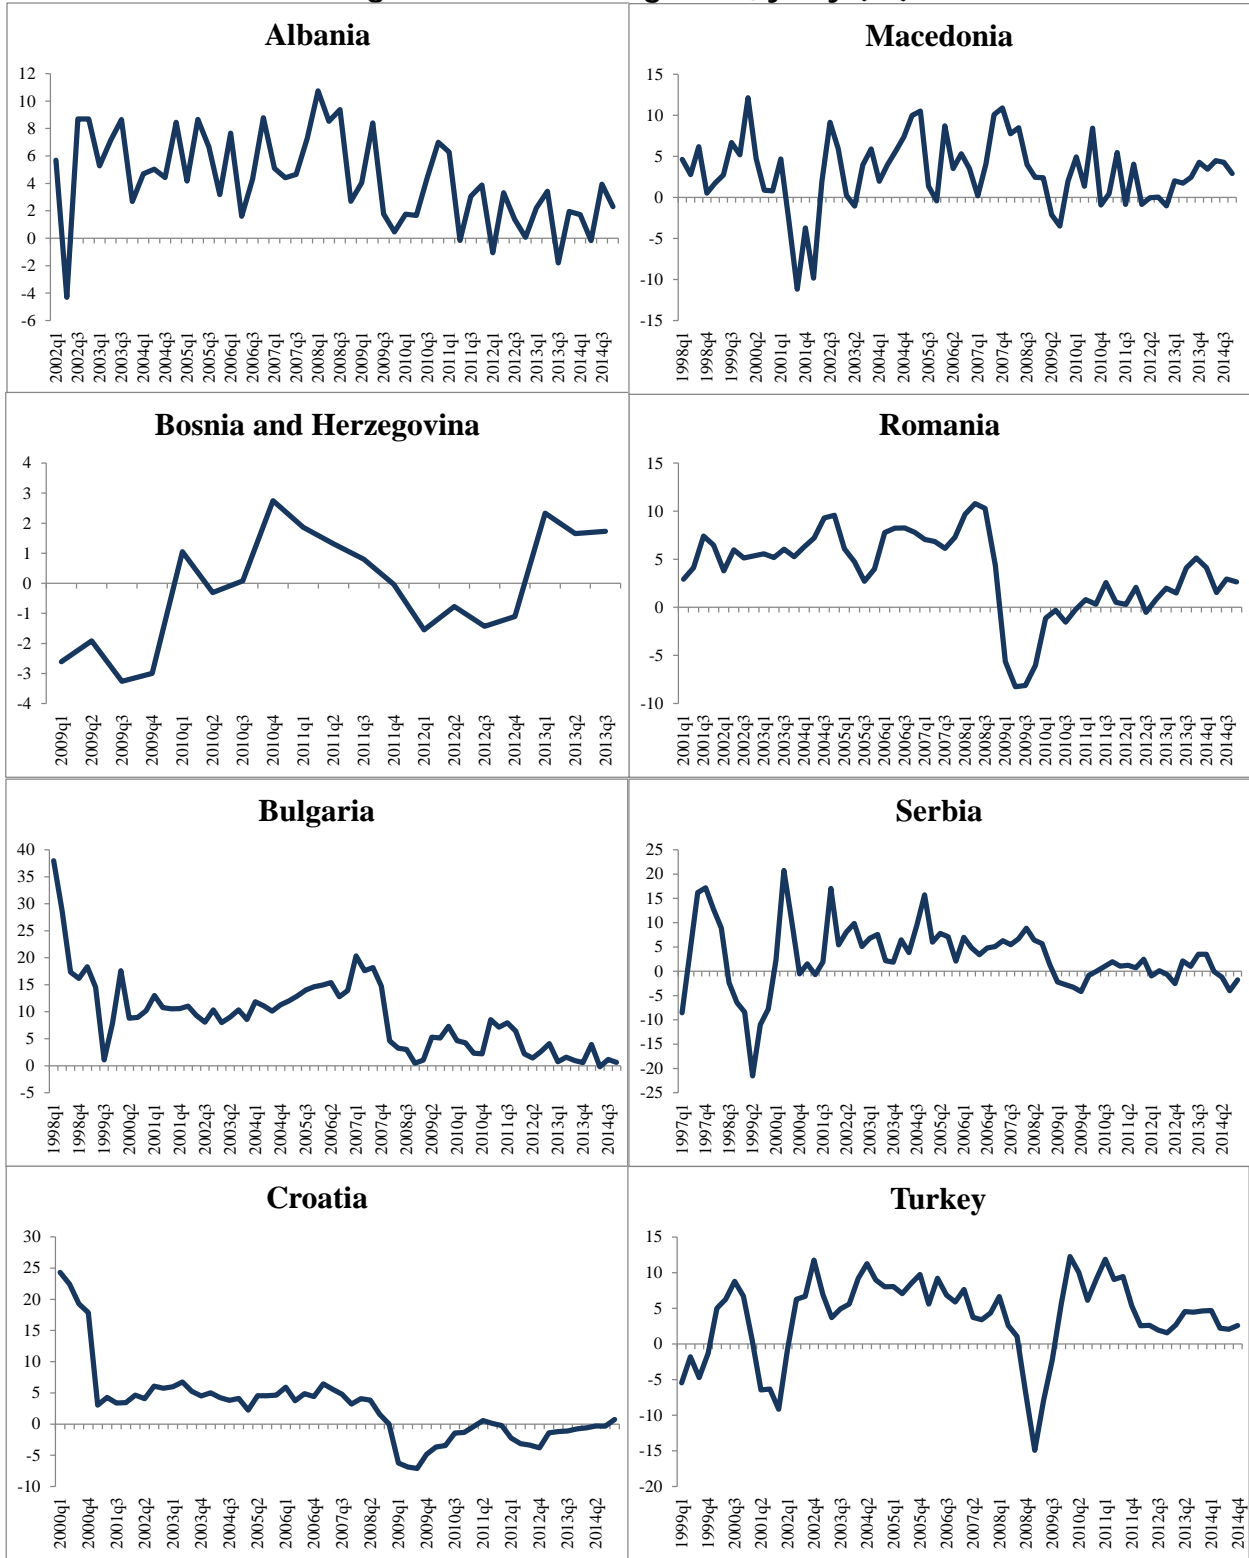 Albania
12
10
8
6
4
2
0
-2
-4
-6
2002q1
2002q3
2003q1
2003q3
2004q1
2004q3
2005q1
2005q3
2006q1
2006q3
2007q1
2007q3
2008q1
2008q3
2009q1
2009q3
2010q1
2010q3
2011q1
2011q3
2012q1
2012q3
2013q1
2013q3
2014q1
2014q3
Macedonia
15
10
5
0
-5
-10
-15
1998q1
1998q4
1999q3
2000q2
2001q1
2001q4
2002q3
2003q2
2004q1
2004q4
2005q3
2006q2
2007q1
2007q4
2008q3
2009q2
2010q1
2010q4
2011q3
2012q2
2013q1
2013q4
2014q3
Bosnia and Herzegovina
4
3
2
1
0
-1
-2
-3
-4
2009q1
2009q2
2009q3
2009q4
2010q1
2010q2
2010q3
2010q4
2011q1
2011q2
2011q3
2011q4
2012q1
2012q2
2012q3
2012q4
2013q1
2013q2
2013q3
Romania
15
10
5
0
-5
-10
2001q1
2001q3
2002q1
2002q3
2003q1
2003q3
2004q1
2004q3
2005q1
2005q3
2006q1
2006q3
2007q1
2007q3
2008q1
2008q3
2009q1
2009q3
2010q1
2010q3
2011q1
2011q3
2012q1
2012q3
2013q1
2013q3
2014q1
2014q3
Bulgaria
40
35
30
25
20
15
10
5
0
-5
1998q1
1998q4
1999q3
2000q2
2001q1
2001q4
2002q3
2003q2
2004q1
2004q4
2005q3
2006q2
2007q1
2007q4
2008q3
2009q2
2010q1
2010q4
2011q3
2012q2
2013q1
2013q4
2014q3
Serbia
25
20
15
10
5
0
-5
-10
-15
-20
-25
1997q1
1997q4
1998q3
1999q2
2000q1
2000q4
2001q3
2002q2
2003q1
2003q4
2004q3
2005q2
2006q1
2006q4
2007q3
2008q2
2009q1
2009q4
2010q3
2011q2
2012q1
2012q4
2013q3
2014q2
Croatia
30
25
20
15
10
5
0
-5
-10
2000q1
2000q4
2001q3
2002q2
2003q1
2003q4
2004q3
2005q2
2006q1
2006q4
2007q3
2008q2
2009q1
2009q4
2010q3
2011q2
2012q1
2012q4
2013q3
2014q2
Turkey
15
10
5
0
-5
-10
-15
-20
1999q1
1999q4
2000q3
2001q2
2002q1
2002q4
2003q3
2004q2
2005q1
2005q4
2006q3
2007q2
2008q1
2008q4
2009q3
2010q2
2011q1
2011q4
2012q3
2013q2
2014q1
2014q4